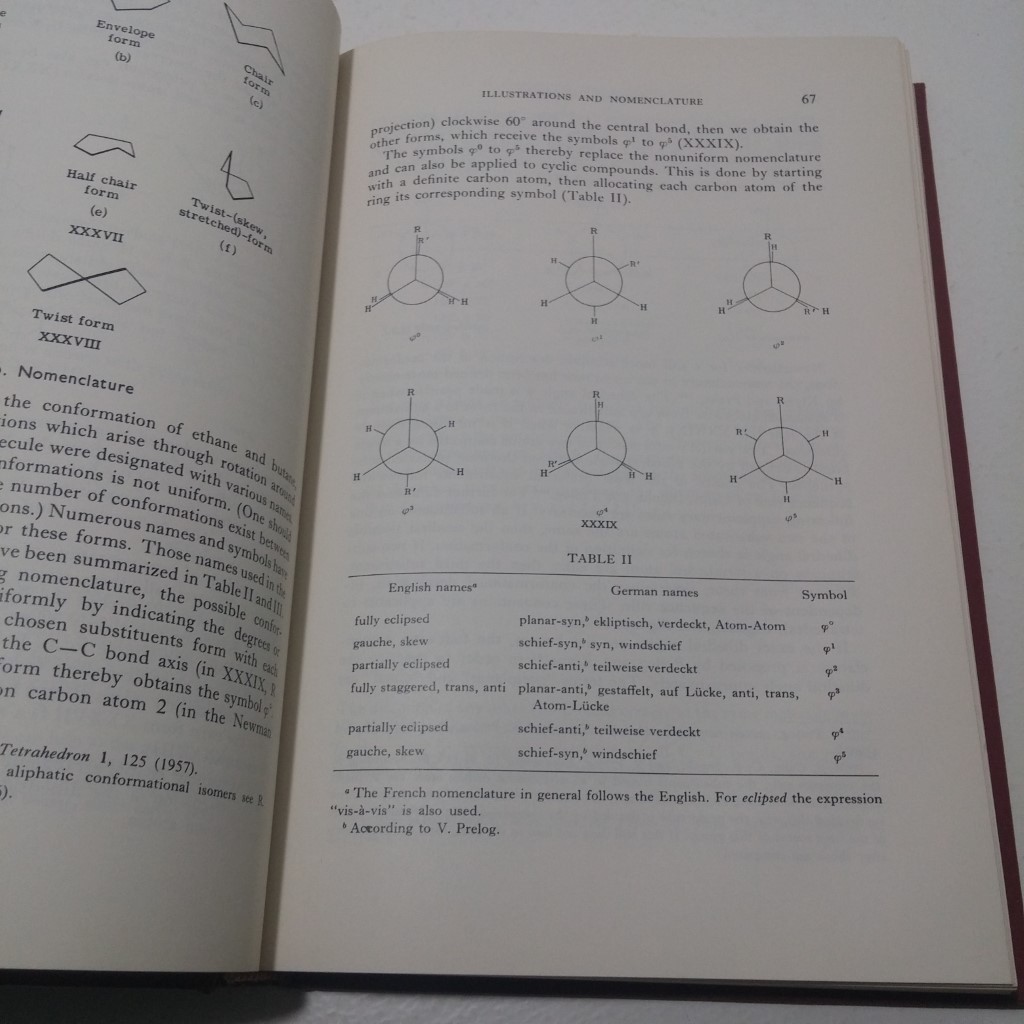 Envelope
form
(b)
Chair
form
(c)
Half chair
form
(e)
XXXVII
Twist-(skew,
stretched)-form
(f)
Twist form
XXXVIII
. Nomenclature
the conformation of ethane and butane,
ions which arise through rotation around
ecule were designated with various names
nformations is not uniform. (One should
e number of conformations exist between
ons.) Numerous names and symbols have
or these forms. Those names used in the
ve been summarized in Table II and III.
g nomenclature, the possible confor-
iformly by indicating the degrees
chosen substituents form with each
the C—C bond axis (in XXXIX, R
orm thereby obtains the symbol φ
on carbon atom 2 (in the Newman
Tetrahedron 1, 125 (1957).
aliphatic conformational isomers see R.
).
ILLUSTRATIONS AND NOMENCLATURE 67
projection) clockwise 60° around the central bond, then we obtain the
other forms, which receive the symbols φ¹ to φ⁵ (XXXIX).
The symbols φ⁰ to φ⁵ thereby replace the nonuniform nomenclature
and can also be applied to cyclic compounds. This is done by starting
with a definite carbon atom, then allocating each carbon atom of the
ring its corresponding symbol (Table II).
R R R
R' H R' H
H H H H H H H H R' H
H
φ⁰ φ¹ φ²
R R R
H H H R' H
H H H R' H H H H
R' H
φ³ φ⁴ φ⁵
XXXIX
TABLE II
English namesᵃ German names Symbol
fully eclipsed planar-syn,ᵇ ekliptisch, verdeckt, Atom-Atom φ⁰
gauche, skew schief-syn,ᵇ syn, windschief φ¹
partially eclipsed schief-anti,ᵇ teilweise verdeckt φ²
fully staggered, trans, anti planar-anti,ᵇ gestaffelt, auf Lücke, anti, trans, φ³
Atom-Lücke
partially eclipsed schief-anti,ᵇ teilweise verdeckt φ⁴
gauche, skew schief-syn,ᵇ windschief φ⁵
ᵃ The French nomenclature in general follows the English. For eclipsed the expression
"vis-à-vis" is also used.
ᵇ According to V. Prelog.